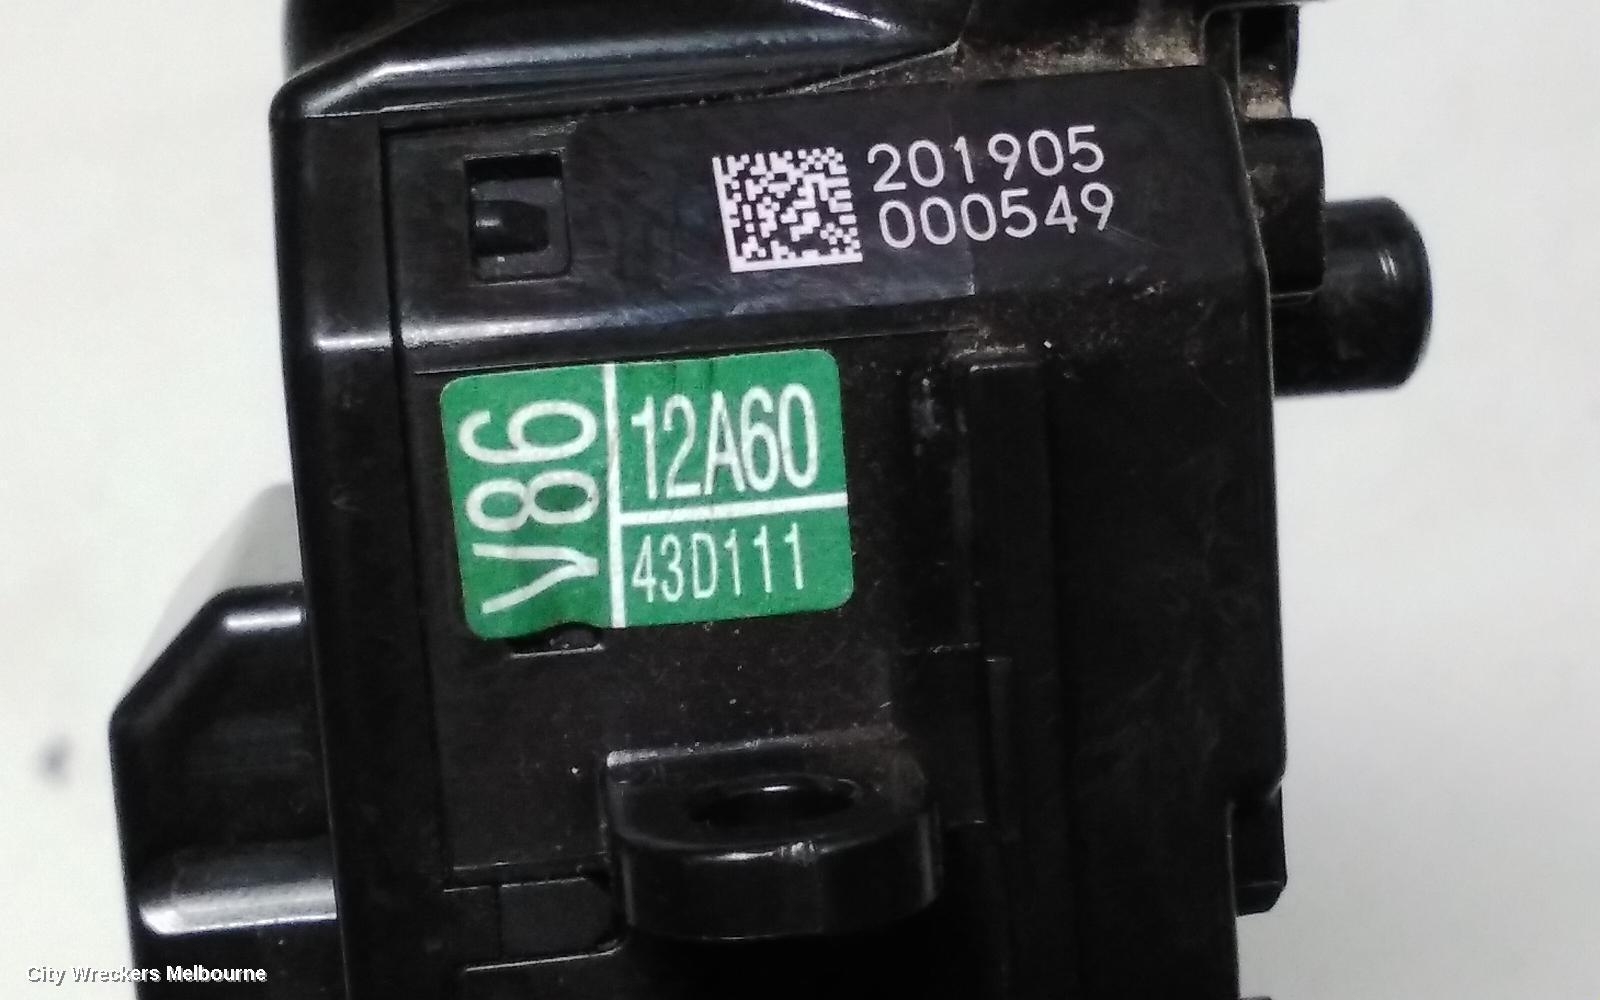 201905
000549
V86
12A60
43D111
City Wreckers Melbourne